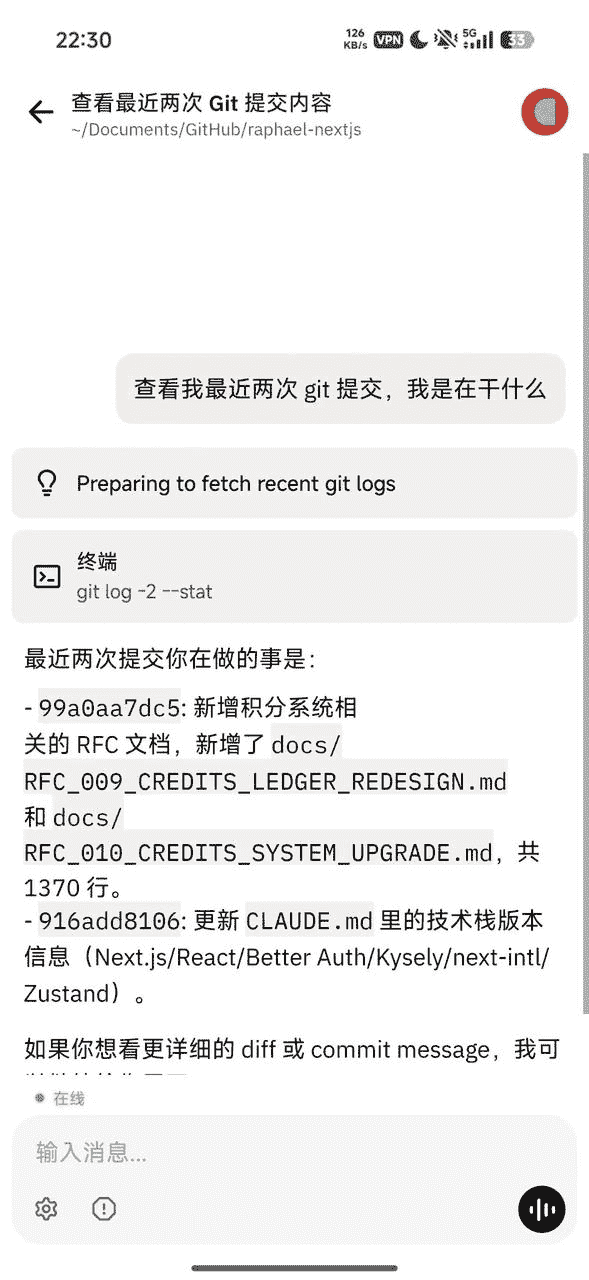 22:30
126
KB/s
VPN
5G
33
查看最近两次 Git 提交内容
~/Documents/GitHub/raphael-nextjs
查看我最近两次 git 提交，我是在干什么
Preparing to fetch recent git logs
终端
git log -2 --stat
最近两次提交你在做的事是：
- 99a0aa7dc5: 新增积分系统相
关的 RFC 文档，新增了 docs/
RFC_009_CREDITS_LEDGER_REDESIGN.md
和 docs/
RFC_010_CREDITS_SYSTEM_UPGRADE.md，共
1370 行。
- 916add8106: 更新 CLAUDE.md 里的技术栈版本
信息（Next.js/React/Better Auth/Kysely/next-intl/
Zustand）。
如果你想看更详细的 diff 或 commit message，我可
在线
输入消息...